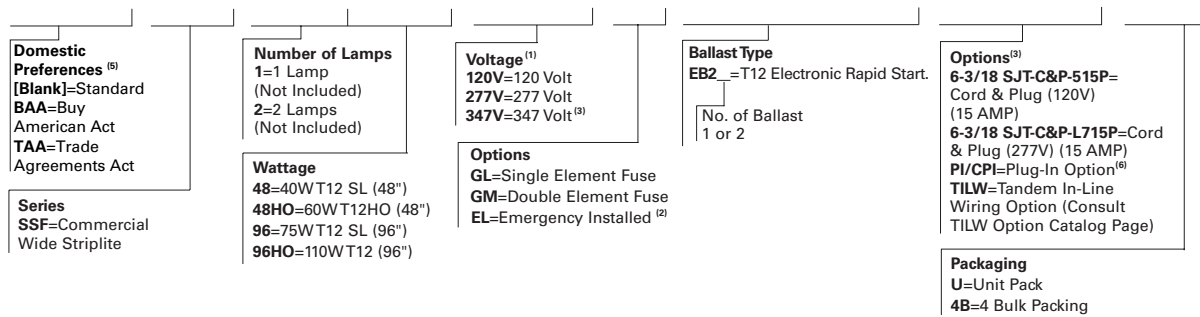 Domestic
Preferences (5)
[Blank]=Standard
BAA=Buy
American Act
TAA=Trade
Agreements Act
Series
SSF=Commercial
Wide Striplite
Number of Lamps
1=1 Lamp
(Not Included)
2=2 Lamps
(Not Included)
Wattage
48=40W T12 SL (48")
48HO=60W T12HO (48")
96=75W T12 SL (96")
96HO=110W T12 (96")
Voltage (1)
120V=120 Volt
277V=277 Volt
347V=347 Volt (3)
Options
GL=Single Element Fuse
GM=Double Element Fuse
EL=Emergency Installed (2)
Ballast Type
EB2__=T12 Electronic Rapid Start.
No. of Ballast
1 or 2
Options(3)
6-3/18 SJT-C&P-515P=
Cord & Plug (120V)
(15 AMP)
6-3/18 SJT-C&P-L715P=Cord
& Plug (277V) (15 AMP)
PI/CPI=Plug-In Option(6)
TILW=Tandem In-Line
Wiring Option (Consult
TILW Option Catalog Page)
Packaging
U=Unit Pack
4B=4 Bulk Packing